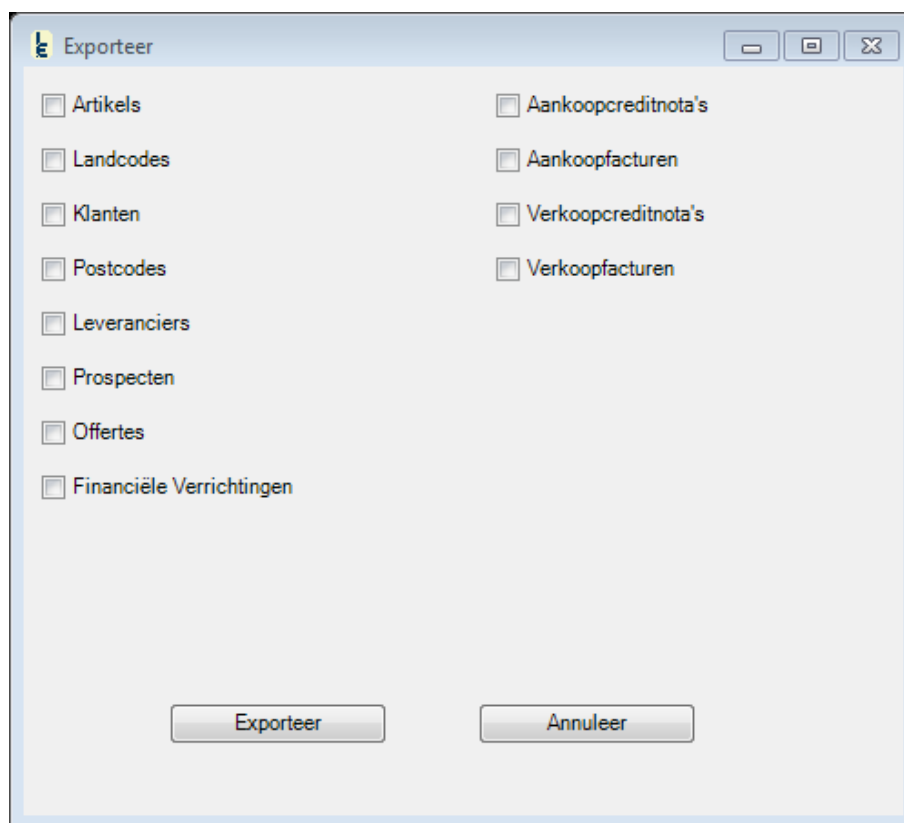 Exporteer
Artikels
Landcodes
Klanten
Postcodes
Leveranciers
Prospecten
Offertes
Financiële Verrichtingen
Aankoopcreditnota's
Aankoopfacturen
Verkoopcreditnota's
Verkoopfacturen
Exporteer
Annuleer